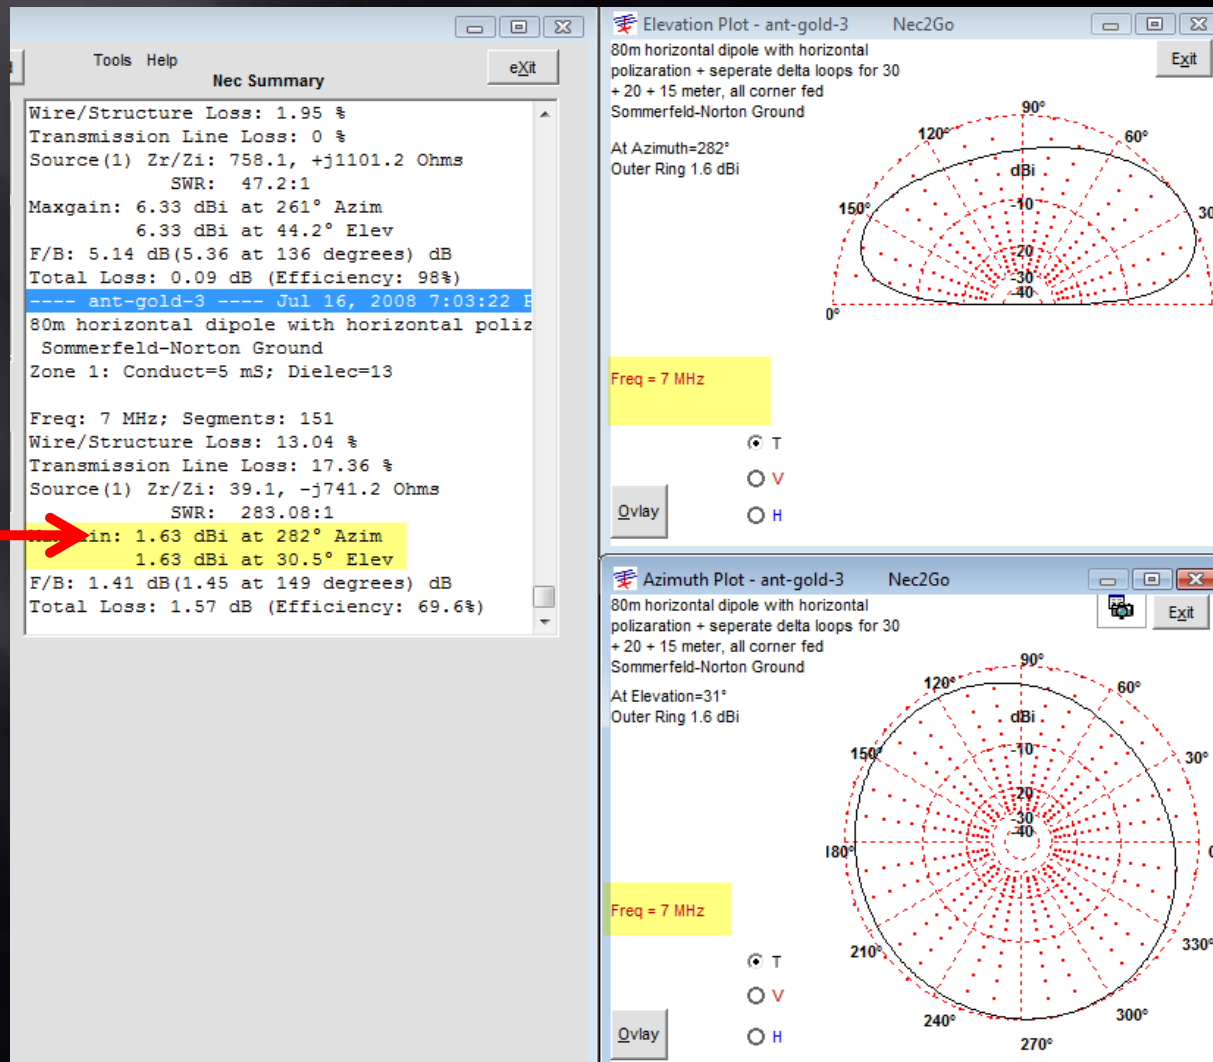 Tools Help
eXit
Nec Summary
Wire/Structure Loss: 1.95 %
Transmission Line Loss: 0 %
Source(1) Zr/Zi: 758.1, +j1101.2 Ohms
SWR: 47.2:1
Maxgain: 6.33 dBi at 261° Azim
6.33 dBi at 44.2° Elev
F/B: 5.14 dB(5.36 at 136 degrees) dB
Total Loss: 0.09 dB (Efficiency: 98%)
---- ant-gold-3 ---- Jul 16, 2008 7:03:22
80m horizontal dipole with horizontal poliz
Sommerfeld-Norton Ground
Zone 1: Conduct=5 mS; Dielec=13
Freq: 7 MHz; Segments: 151
Wire/Structure Loss: 13.04 %
Transmission Line Loss: 17.36 %
Source(1) Zr/Zi: 39.1, -j741.2 Ohms
SWR: 283.08:1
in: 1.63 dBi at 282° Azim
1.63 dBi at 30.5° Elev
F/B: 1.41 dB(1.45 at 149 degrees) dB
Total Loss: 1.57 dB (Efficiency: 69.6%)
Elevation Plot - ant-gold-3 Nec2Go
80m horizontal dipole with horizontal
polizaration + seperate delta loops for 30
+ 20 + 15 meter, all corner fed
Sommerfeld-Norton Ground
Exit
At Azimuth=282°
Outer Ring 1.6 dBi
90°
120°
60°
dBi
150°
-10
30
-20
-30
-40
0°
Freq = 7 MHz
T
V
Ovlay
H
Azimuth Plot - ant-gold-3 Nec2Go
80m horizontal dipole with horizontal
polizaration + seperate delta loops for 30
+ 20 + 15 meter, all corner fed
Sommerfeld-Norton Ground
Exit
At Elevation=31°
Outer Ring 1.6 dBi
90°
120°
60°
dBi
150°
-10
30°
-20
-30
-40
180°
0
Freq = 7 MHz
210°
330°
T
V
240°
300°
Ovlay
H
270°